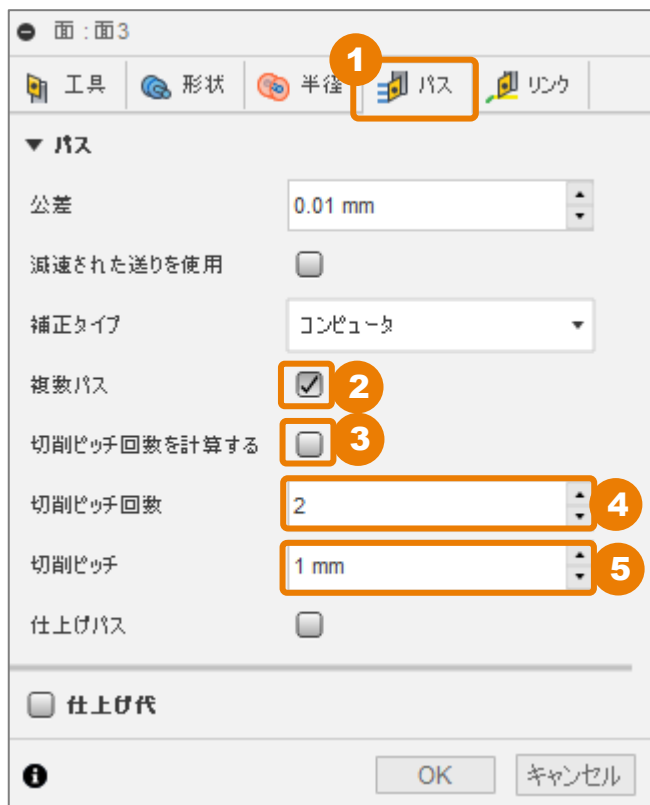 面 : 面3
1
工具 形状 半径 パス リンク
▼ パス
公差 0.01 mm
減速された送りを使用
補正タイプ コンピュータ
複数パス 2
切削ピッチ回数を計算する 3
切削ピッチ回数 2 4
切削ピッチ 1 mm 5
仕上げパス
仕上げ代
OK キャンセル